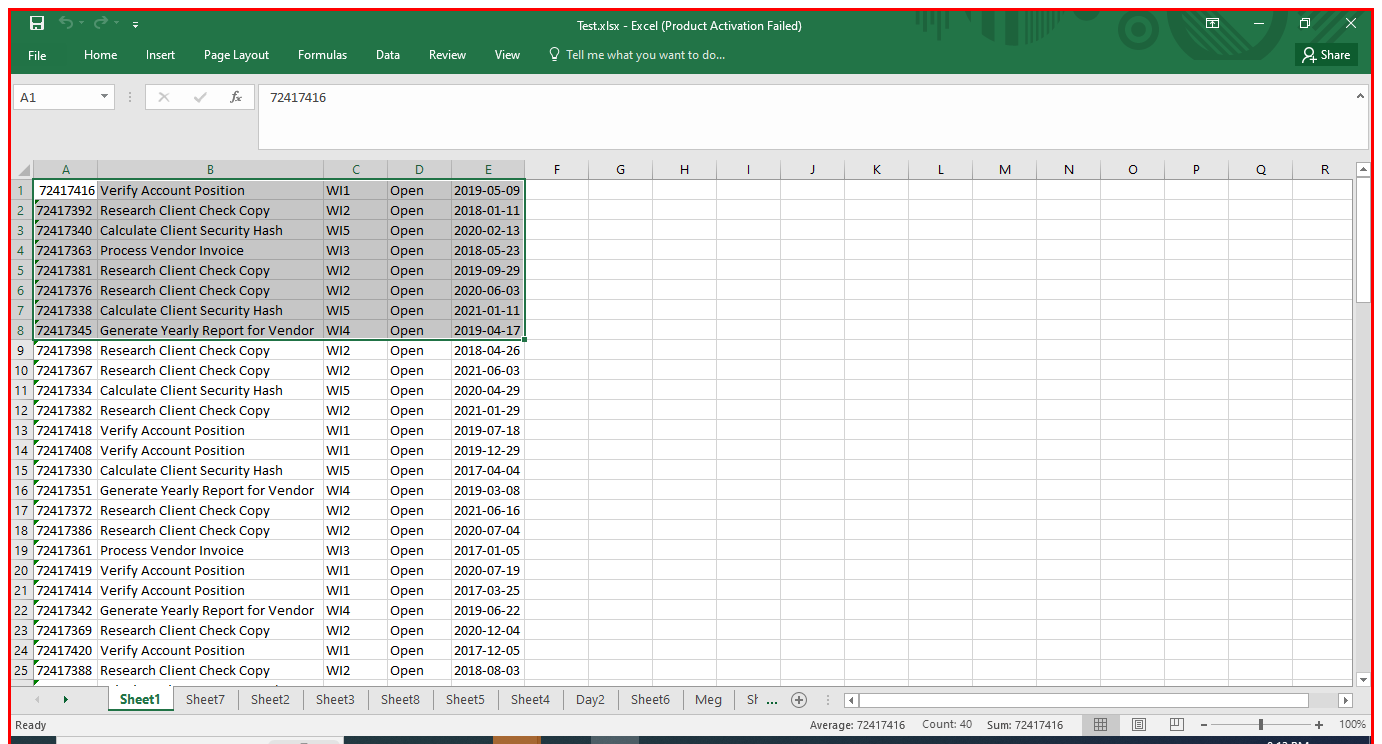 Test.xlsx - Excel (Product Activation Failed)
File Home Insert Page Layout Formulas Data Review View Tell me what you want to do... Share
A1 fx 72417416
A B C D E F G H I J K L M N O P Q R
1 72417416 Verify Account Position WI1 Open 2019-05-09
2 72417392 Research Client Check Copy WI2 Open 2018-01-11
3 72417340 Calculate Client Security Hash WI5 Open 2020-02-13
4 72417363 Process Vendor Invoice WI3 Open 2018-05-23
5 72417381 Research Client Check Copy WI2 Open 2019-09-29
6 72417376 Research Client Check Copy WI2 Open 2020-06-03
7 72417338 Calculate Client Security Hash WI5 Open 2021-01-11
8 72417345 Generate Yearly Report for Vendor WI4 Open 2019-04-17
9 72417398 Research Client Check Copy WI2 Open 2018-04-26
10 72417367 Research Client Check Copy WI2 Open 2021-06-03
11 72417334 Calculate Client Security Hash WI5 Open 2020-04-29
12 72417382 Research Client Check Copy WI2 Open 2021-01-29
13 72417418 Verify Account Position WI1 Open 2019-07-18
14 72417408 Verify Account Position WI1 Open 2019-12-29
15 72417330 Calculate Client Security Hash WI5 Open 2017-04-04
16 72417351 Generate Yearly Report for Vendor WI4 Open 2019-03-08
17 72417372 Research Client Check Copy WI2 Open 2021-06-16
18 72417386 Research Client Check Copy WI2 Open 2020-07-04
19 72417361 Process Vendor Invoice WI3 Open 2017-01-05
20 72417419 Verify Account Position WI1 Open 2020-07-19
21 72417414 Verify Account Position WI1 Open 2017-03-25
22 72417342 Generate Yearly Report for Vendor WI4 Open 2019-06-22
23 72417369 Research Client Check Copy WI2 Open 2020-12-04
24 72417420 Verify Account Position WI1 Open 2017-12-05
25 72417388 Research Client Check Copy WI2 Open 2018-08-03
Sheet1 Sheet7 Sheet2 Sheet3 Sheet8 Sheet5 Sheet4 Day2 Sheet6 Meg Sh ...
Ready Average: 72417416 Count: 40 Sum: 72417416 100%